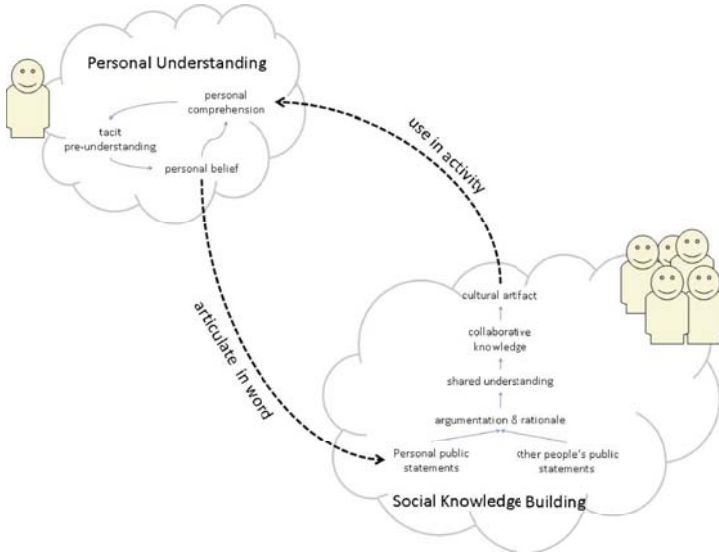 Personal Understanding
personal
comprehension
tacit
pre-understanding
personal belief
use in activity
articulate in word
cultural artifact
collaborative
knowledge
shared understanding
argumentation & rationale
Personal public
statements
ther people's public
statements
Social Knowledge Building